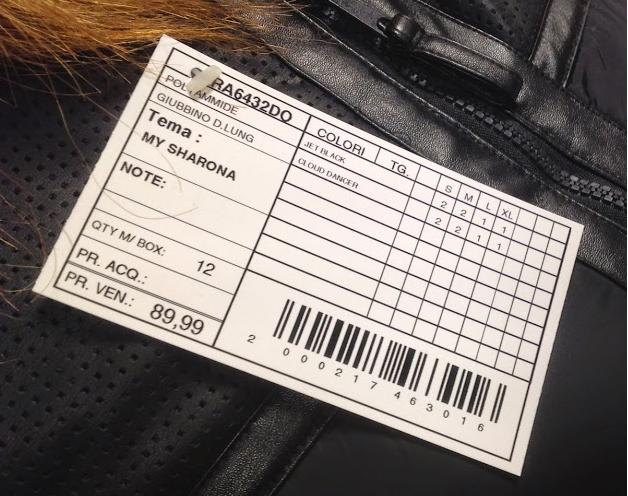 RA6432DO
POLYAMMIDE
GIUBBINO D.LUNG
Tema :
MY SHARONA
NOTE:
QTY M/ BOX: 12
PR. ACQ.:
PR. VEN.: 89,99
COLORI TG. S M L XL
JET BLACK 2 2 1 1
CLOUD DANCER 2 2 1 1
2 000217 463016